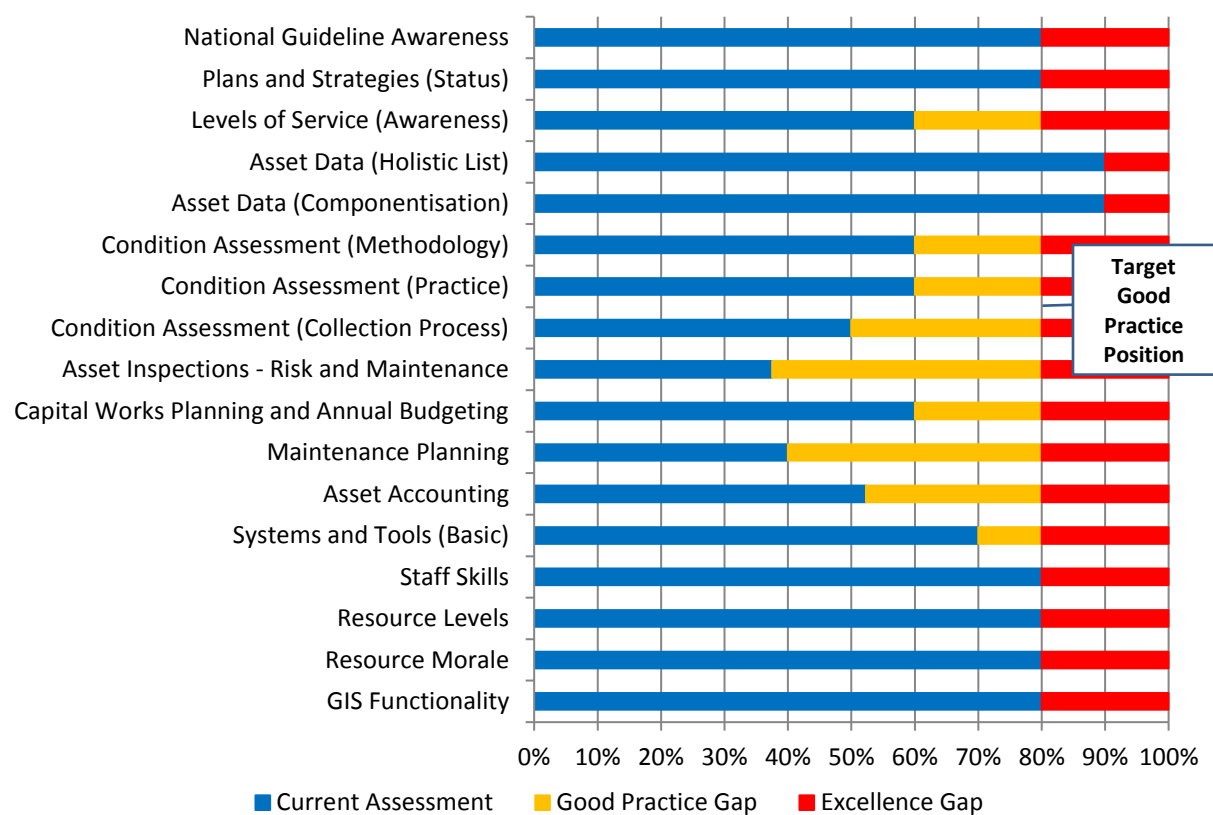 National Guideline Awareness
Plans and Strategies (Status)
Levels of Service (Awareness)
Asset Data (Holistic List)
Asset Data (Componentisation)
Condition Assessment (Methodology)
Condition Assessment (Practice)
Condition Assessment (Collection Process)
Asset Inspections - Risk and Maintenance
Capital Works Planning and Annual Budgeting
Maintenance Planning
Asset Accounting
Systems and Tools (Basic)
Staff Skills
Resource Levels
Resource Morale
GIS Functionality
Target
Good
Practice
Position
0% 10% 20% 30% 40% 50% 60% 70% 80% 90% 100%
Current Assessment Good Practice Gap Excellence Gap